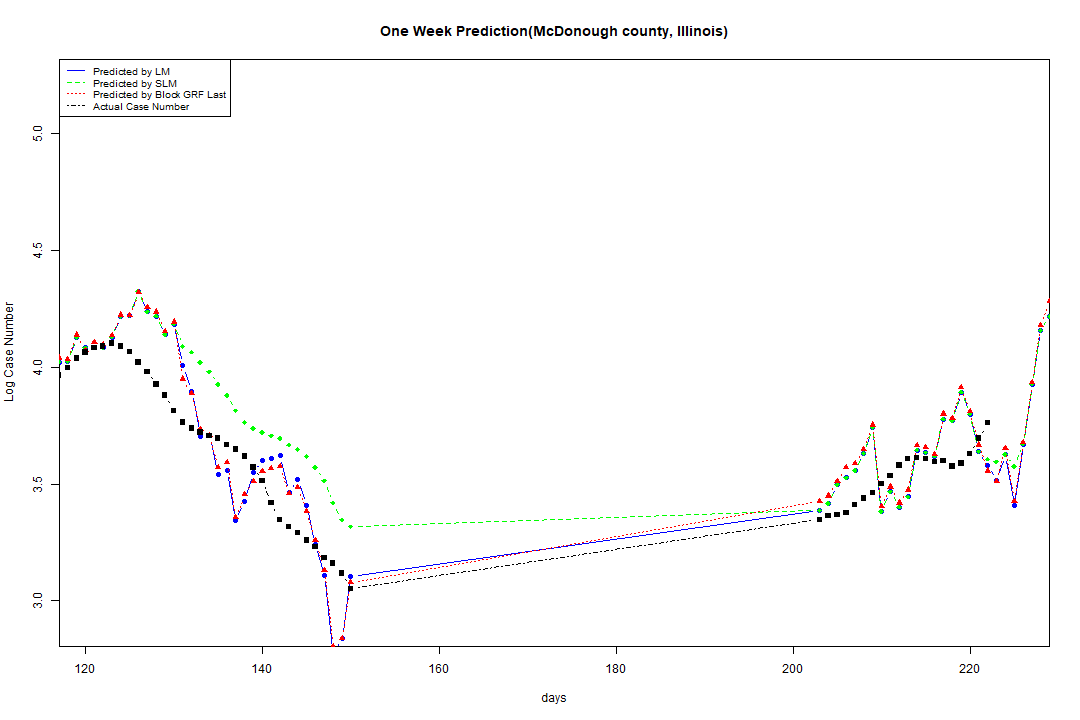 One Week Prediction(McDonough county, Illinois)
Predicted by LM
Predicted by SLM
Predicted by Block GRF Last
Actual Case Number
5.0
4.5
4.0
3.5
3.0
Log Case Number
120 140 160 180 200 220
days